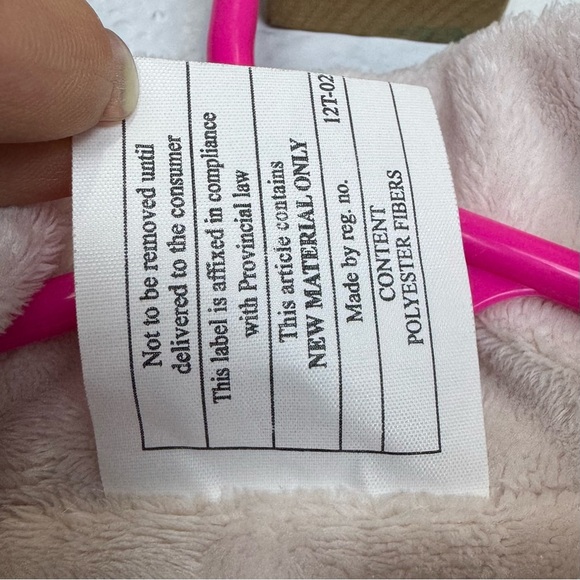 Not to be removed until
delivered to the consumer
This label is affixed in compliance
with Provincial law
This article contains
NEW MATERIAL ONLY
Made by reg. no. 12T-02
CONTENT
POLYESTER FIBERS